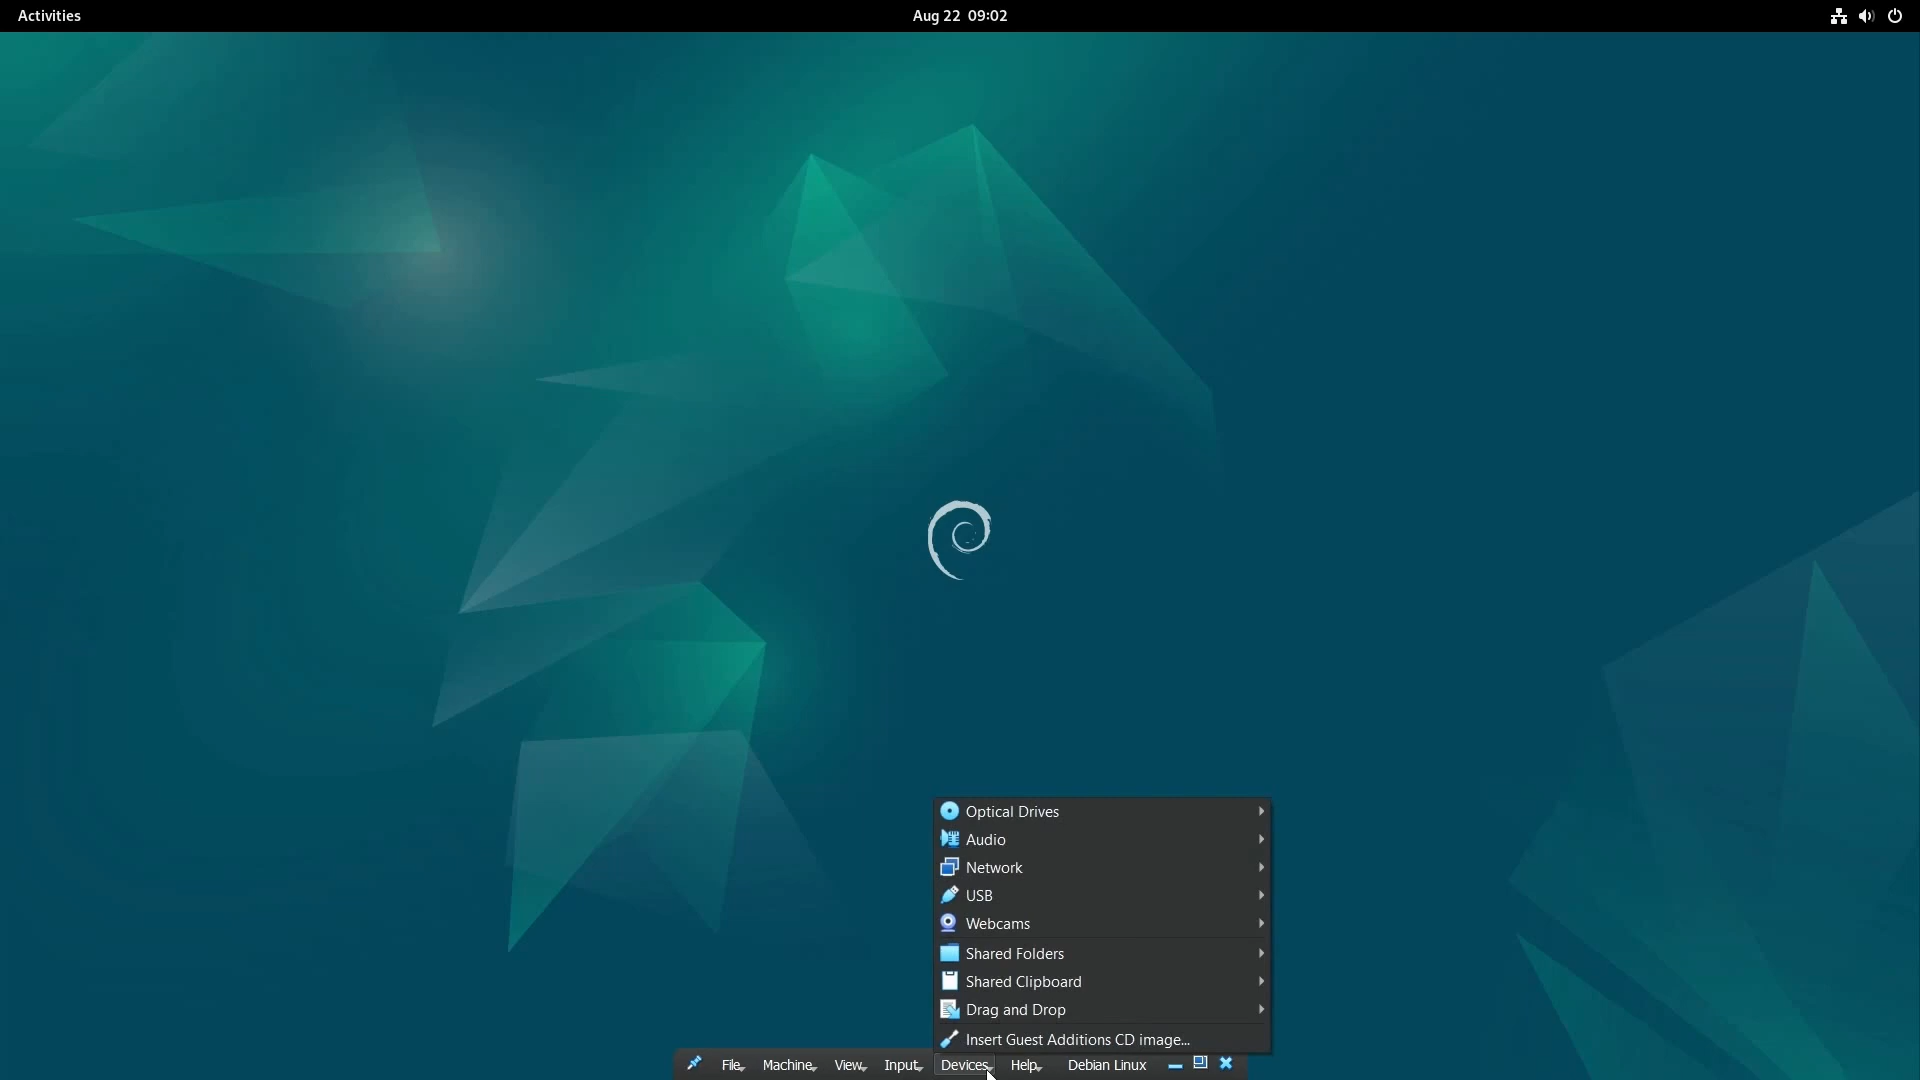 Activities
Aug 22 09:02
Optical Drives
Audio
Network
USB
Webcams
Shared Folders
Shared Clipboard
Drag and Drop
Insert Guest Additions CD image...
File Machine View Input Devices Help Debian Linux